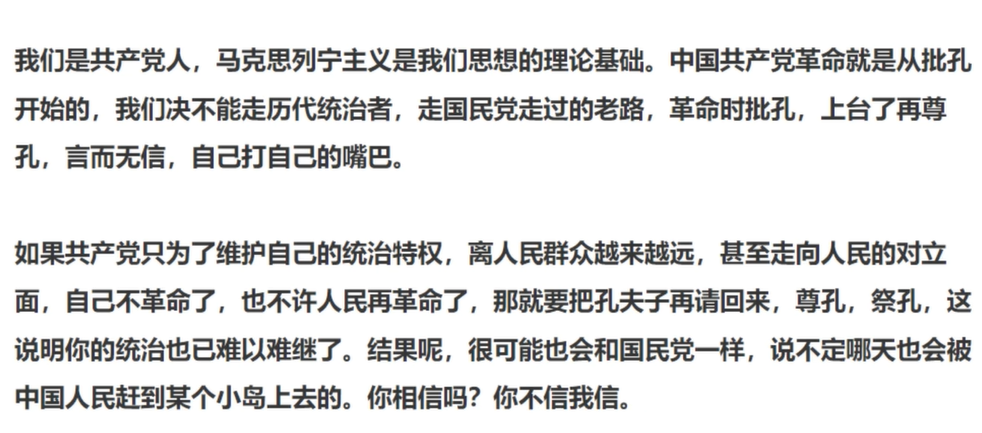 我们是共产党人，马克思列宁主义是我们思想的理论基础。中国共产党革命就是从批孔
开始的，我们决不能走历代统治者，走国民党走过的老路，革命时批孔，上台了再尊
孔，言而无信，自己打自己的嘴巴。
如果共产党只为了维护自己的统治特权，离人民群众越来越远，甚至走向人民的对立
面，自己不革命了，也不许人民再革命了，那就要把孔夫子再请回来，尊孔，祭孔，这
说明你的统治也已难以难继了。结果呢，很可能也会和国民党一样，说不定哪天也会被
中国人民赶到某个小岛上去的。你相信吗？你不信我信。